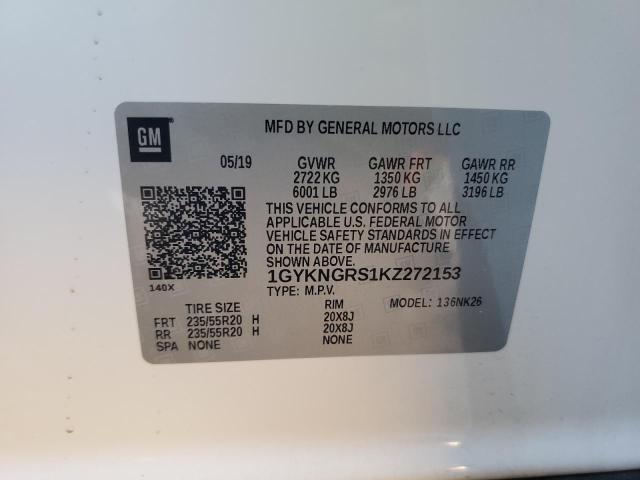 GM
MFD BY GENERAL MOTORS LLC
05/19 GVWR GAWR FRT GAWR RR
2722 KG 1350 KG 1450 KG
6001 LB 2976 LB 3196 LB
THIS VEHICLE CONFORMS TO ALL
APPLICABLE U.S. FEDERAL MOTOR
VEHICLE SAFETY STANDARDS IN EFFECT
ON THE DATE OF MANUFACTURE
SHOWN ABOVE.
1GYKNGRS1KZ272153
140X
TYPE: M.P.V. MODEL: 136NK26
TIRE SIZE RIM
FRT 235/55R20 H 20X8J
RR 235/55R20 H 20X8J
SPA NONE NONE